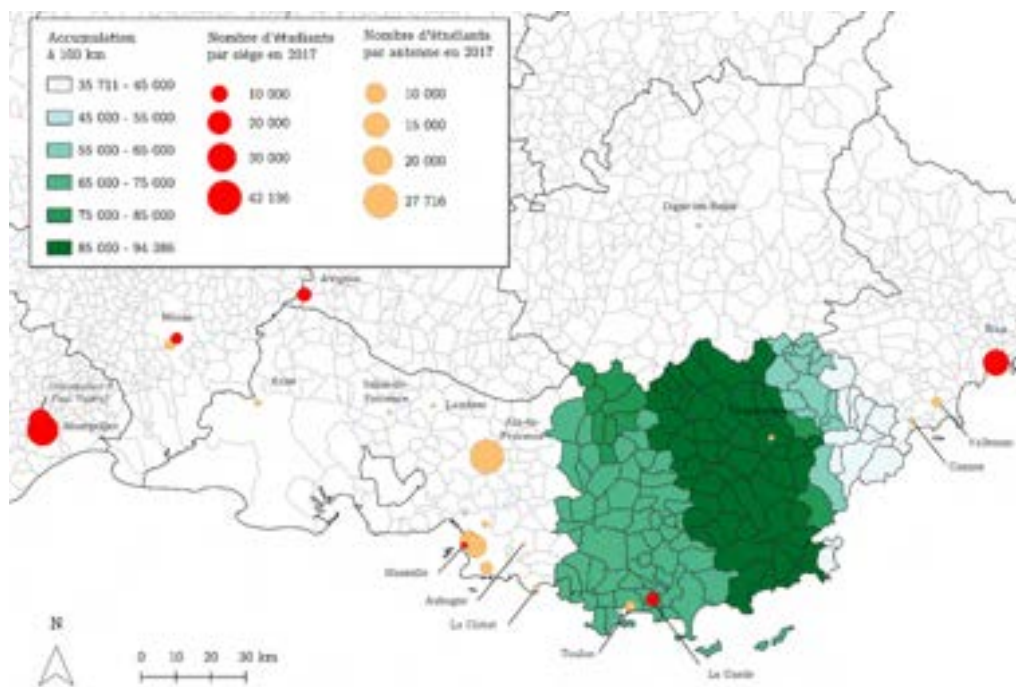 Accumulation
à 100 km
35 711 - 45 000
45 000 - 55 000
55 000 - 65 000
65 000 - 75 000
75 000 - 85 000
85 000 - 94 386
Nombre d'étudiants
par siège en 2017
10 000
20 000
30 000
42 136
Nombre d'étudiants
par antenne en 2017
10 000
15 000
20 000
27 716
Digne-les-Bains
Avignon
Nîmes
Nice
Arles
Salon-de-
Provence
Lambesc
Aix-en-
Provence
Montpellier
Draguignan
Vallauris
Cannes
Marseille
Aubagne
La Ciotat
Toulon
La Garde
N
0 10 20 30 km